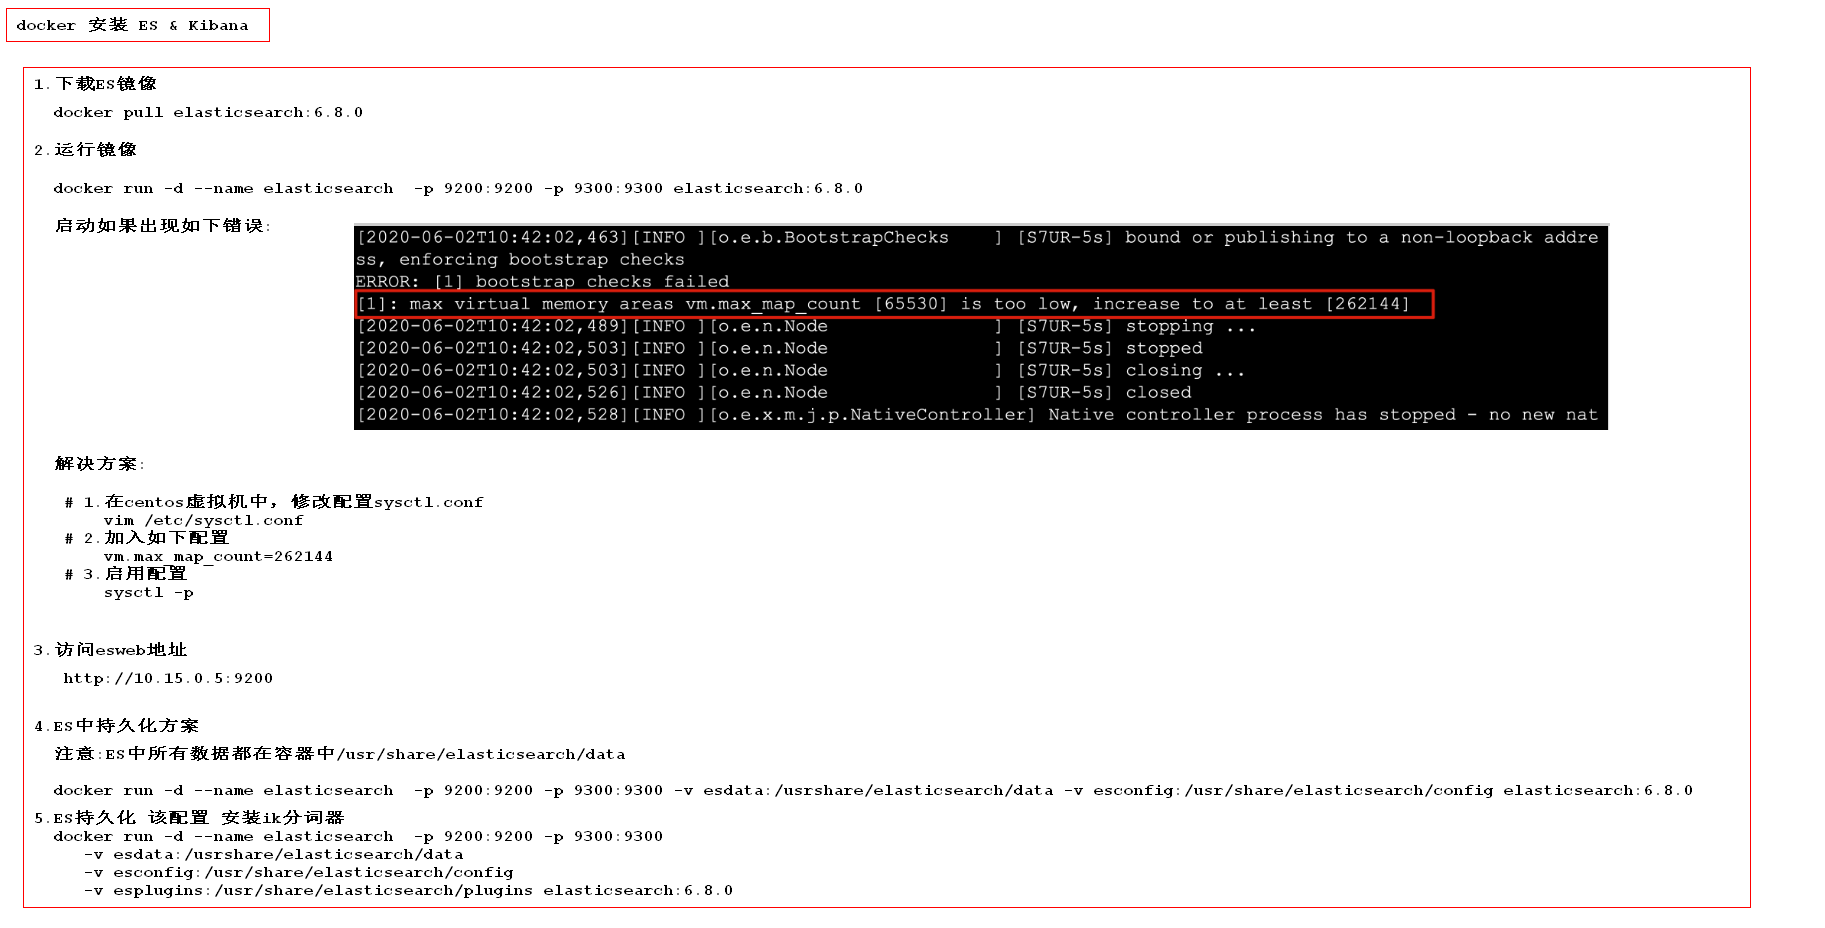 docker 安装 ES & Kibana
1.下载ES镜像
docker pull elasticsearch:6.8.0
2.运行镜像
docker run -d --name elasticsearch  -p 9200:9200 -p 9300:9300 elasticsearch:6.8.0
启动如果出现如下错误:
[2020-06-02T10:42:02,463][INFO ][o.e.b.BootstrapChecks    ] [S7UR-5s] bound or publishing to a non-loopback addre
ss, enforcing bootstrap checks
ERROR: [1] bootstrap checks failed
[1]: max virtual memory areas vm.max_map_count [65530] is too low, increase to at least [262144]
[2020-06-02T10:42:02,489][INFO ][o.e.n.Node               ] [S7UR-5s] stopping ...
[2020-06-02T10:42:02,503][INFO ][o.e.n.Node               ] [S7UR-5s] stopped
[2020-06-02T10:42:02,503][INFO ][o.e.n.Node               ] [S7UR-5s] closing ...
[2020-06-02T10:42:02,526][INFO ][o.e.n.Node               ] [S7UR-5s] closed
[2020-06-02T10:42:02,528][INFO ][o.e.x.m.j.p.NativeController] Native controller process has stopped - no new nat
解决方案:
# 1.在centos虚拟机中，修改配置sysctl.conf
vim /etc/sysctl.conf
# 2.加入如下配置
vm.max_map_count=262144
# 3.启用配置
sysctl -p
3.访问esweb地址
http://10.15.0.5:9200
4.ES中持久化方案
注意:ES中所有数据都在容器中/usr/share/elasticsearch/data
docker run -d --name elasticsearch  -p 9200:9200 -p 9300:9300 -v esdata:/usrshare/elasticsearch/data -v esconfig:/usr/share/elasticsearch/config elasticsearch:6.8.0
5.ES持久化 该配置 安装ik分词器
docker run -d --name elasticsearch  -p 9200:9200 -p 9300:9300
-v esdata:/usrshare/elasticsearch/data
-v esconfig:/usr/share/elasticsearch/config
-v esplugins:/usr/share/elasticsearch/plugins elasticsearch:6.8.0